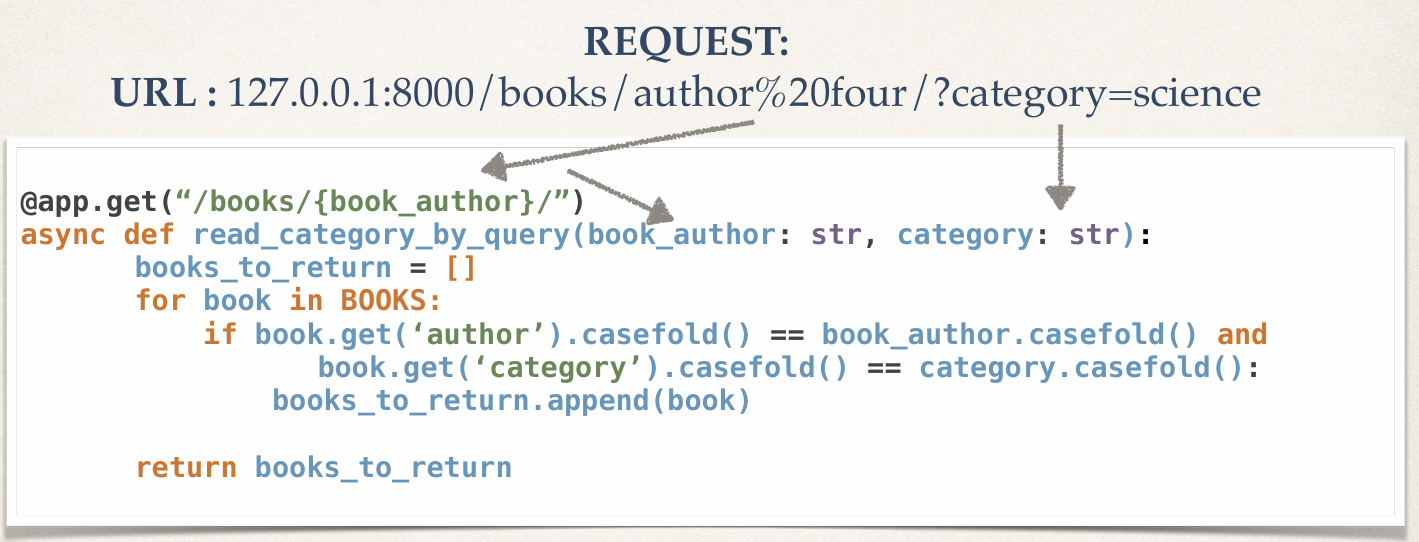 REQUEST:
URL : 127.0.0.1:8000/books/author%20four/?category=science
@app.get(“/books/{book_author}/”)
async def read_category_by_query(book_author: str, category: str):
books_to_return = []
for book in BOOKS:
if book.get(‘author’).casefold() == book_author.casefold() and
book.get(‘category’).casefold() == category.casefold():
books_to_return.append(book)
return books_to_return